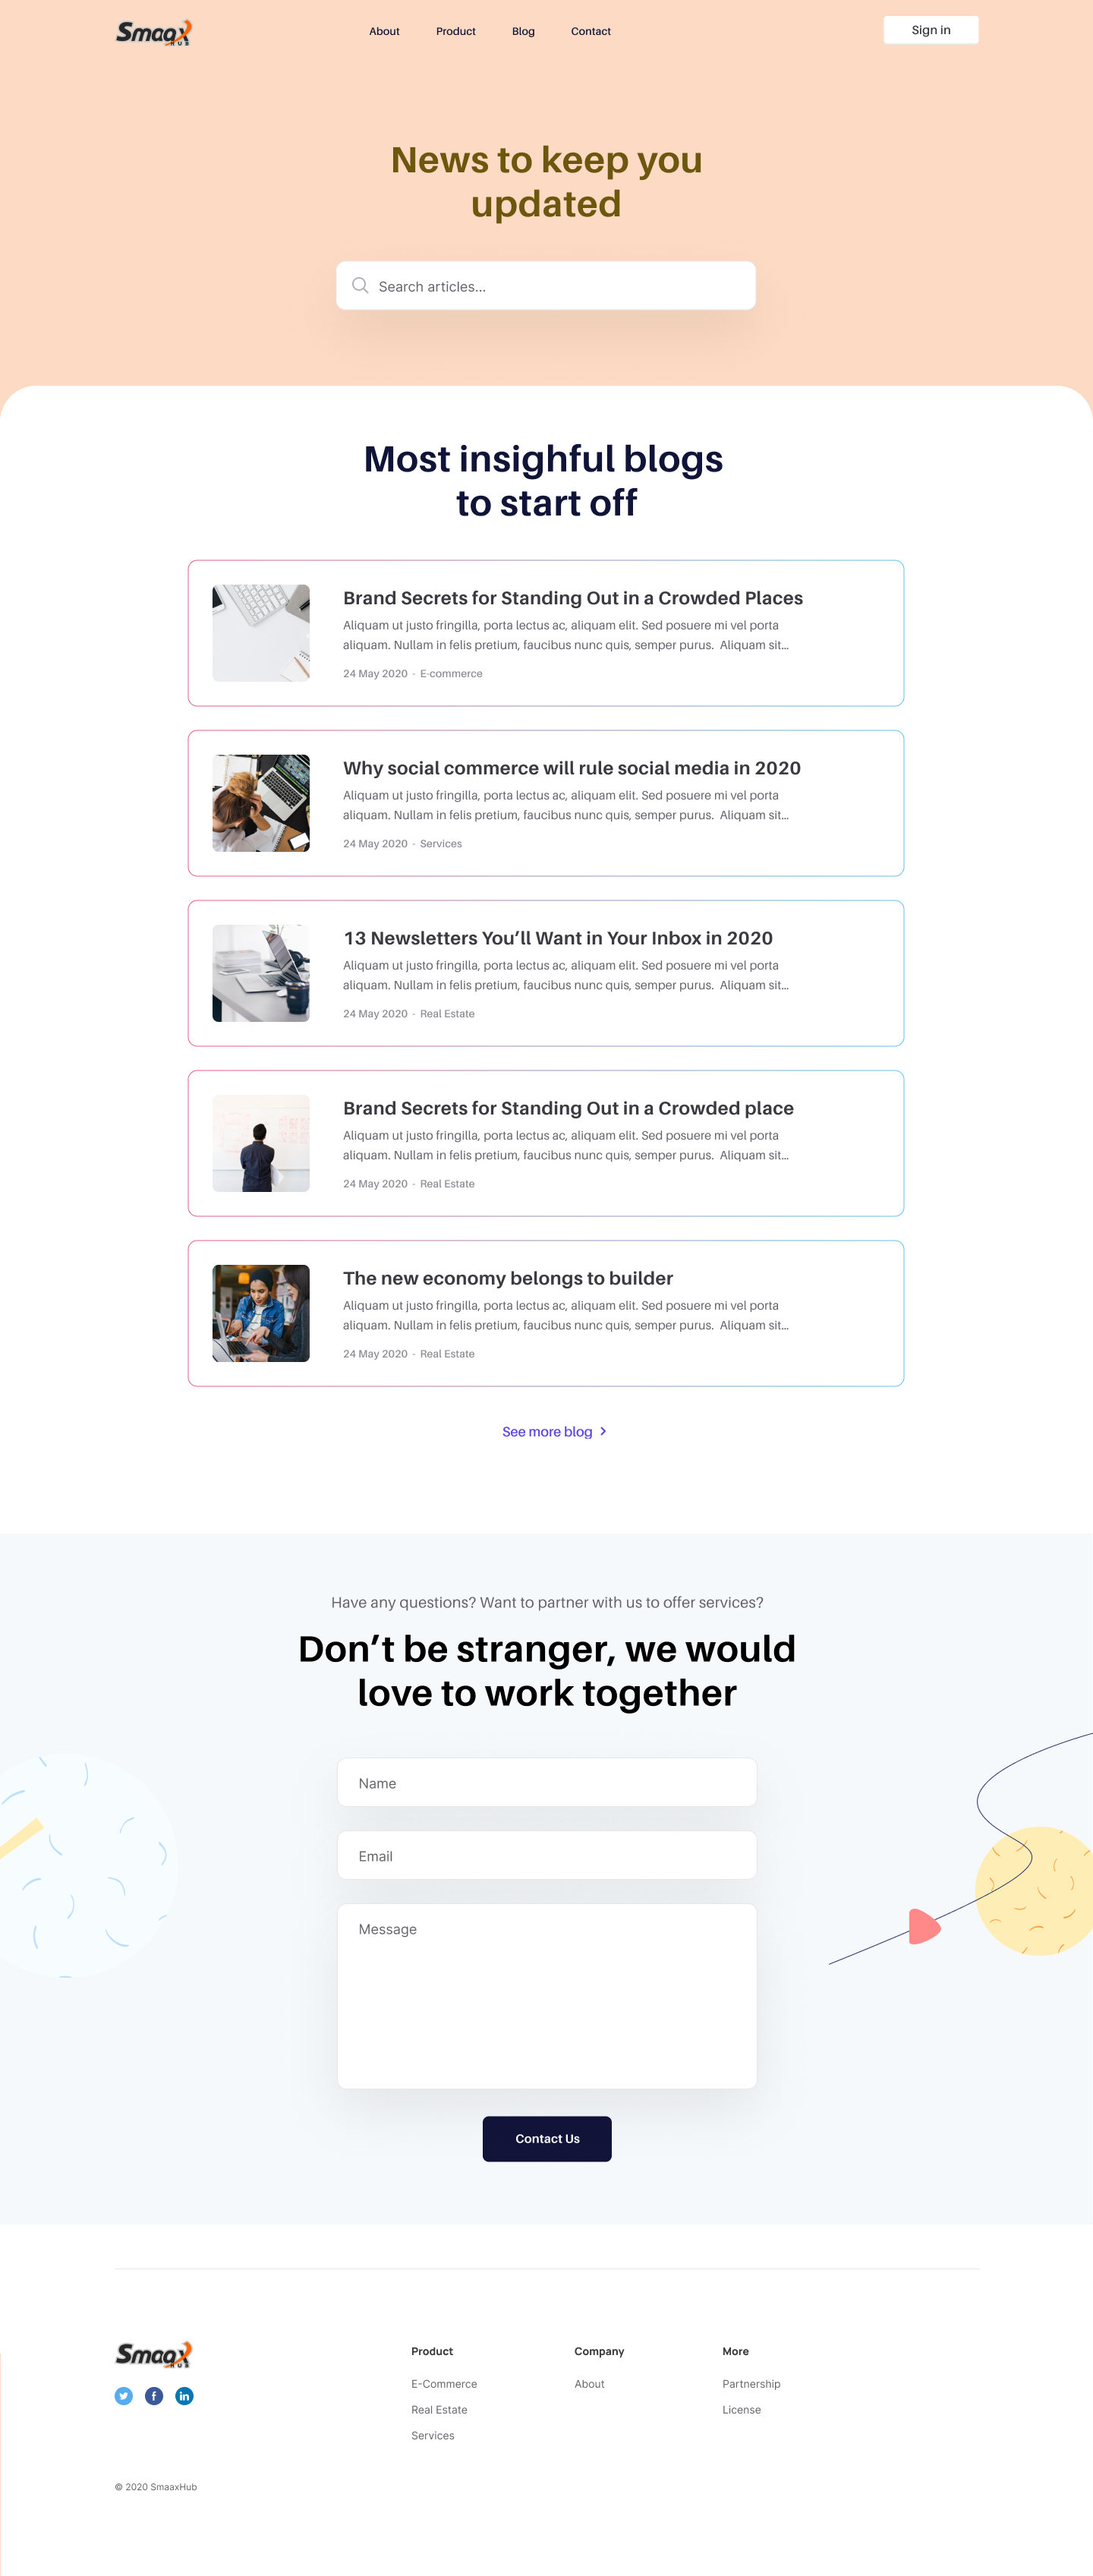 Smaax
HUB
About
Product
Blog
Contact
Sign in
News to keep you
updated
Search articles...
Most insighful blogs
to start off
Brand Secrets for Standing Out in a Crowded Places
Aliquam ut justo fringilla, porta lectus ac, aliquam elit. Sed posuere mi vel porta
aliquam. Nullam in felis pretium, faucibus nunc quis, semper purus.  Aliquam sit...
24 May 2020  -  E-commerce
Why social commerce will rule social media in 2020
Aliquam ut justo fringilla, porta lectus ac, aliquam elit. Sed posuere mi vel porta
aliquam. Nullam in felis pretium, faucibus nunc quis, semper purus.  Aliquam sit...
24 May 2020  -  Services
13 Newsletters You’ll Want in Your Inbox in 2020
Aliquam ut justo fringilla, porta lectus ac, aliquam elit. Sed posuere mi vel porta
aliquam. Nullam in felis pretium, faucibus nunc quis, semper purus.  Aliquam sit...
24 May 2020  -  Real Estate
Brand Secrets for Standing Out in a Crowded place
Aliquam ut justo fringilla, porta lectus ac, aliquam elit. Sed posuere mi vel porta
aliquam. Nullam in felis pretium, faucibus nunc quis, semper purus.  Aliquam sit...
24 May 2020  -  Real Estate
The new economy belongs to builder
Aliquam ut justo fringilla, porta lectus ac, aliquam elit. Sed posuere mi vel porta
aliquam. Nullam in felis pretium, faucibus nunc quis, semper purus.  Aliquam sit...
24 May 2020  -  Real Estate
See more blog
Have any questions? Want to partner with us to offer services?
Don’t be stranger, we would
love to work together
Name
Email
Message
Contact Us
Smaax
HUB
Product
E-Commerce
Real Estate
Services
Company
About
More
Partnership
License
© 2020 SmaaxHub